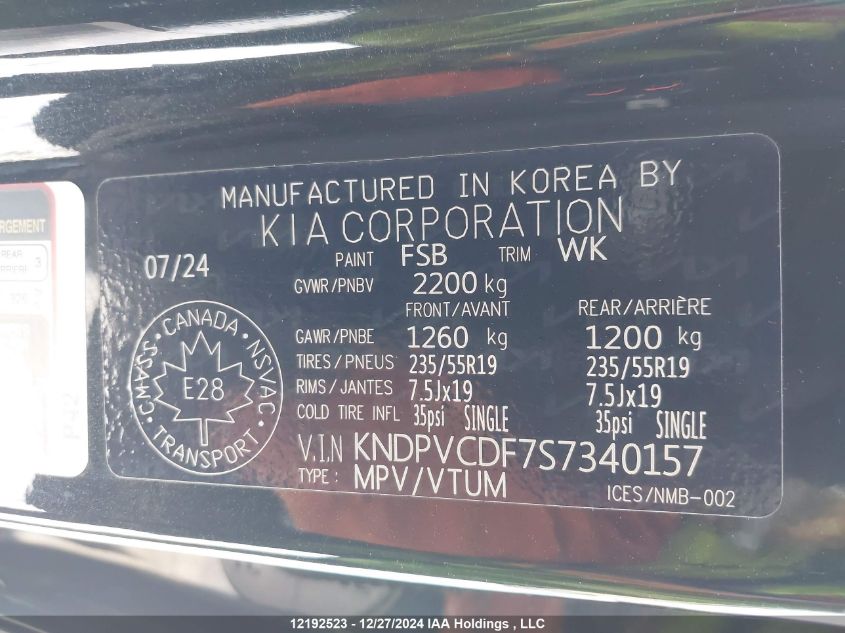 MANUFACTURED IN KOREA BY
KIA CORPORATION
07/24 PAINT FSB TRIM WK
GVWR/PNBV 2200 kg
FRONT/AVANT REAR/ARRIÈRE
GAWR/PNBE 1260 kg 1200 kg
TIRES/PNEUS 235/55R19 235/55R19
RIMS/JANTES 7.5Jx19 7.5Jx19
COLD TIRE INFL 35psi SINGLE 35psi SINGLE
V.I.N KNDPVCDF7S7340157
TYPE: MPV/VTUM
ICES/NMB-002
CANADA
NSVAC
TRANSPORT
CMVSS
E28
REAR
3
12192523 - 12/27/2024 IAA Holdings , LLC